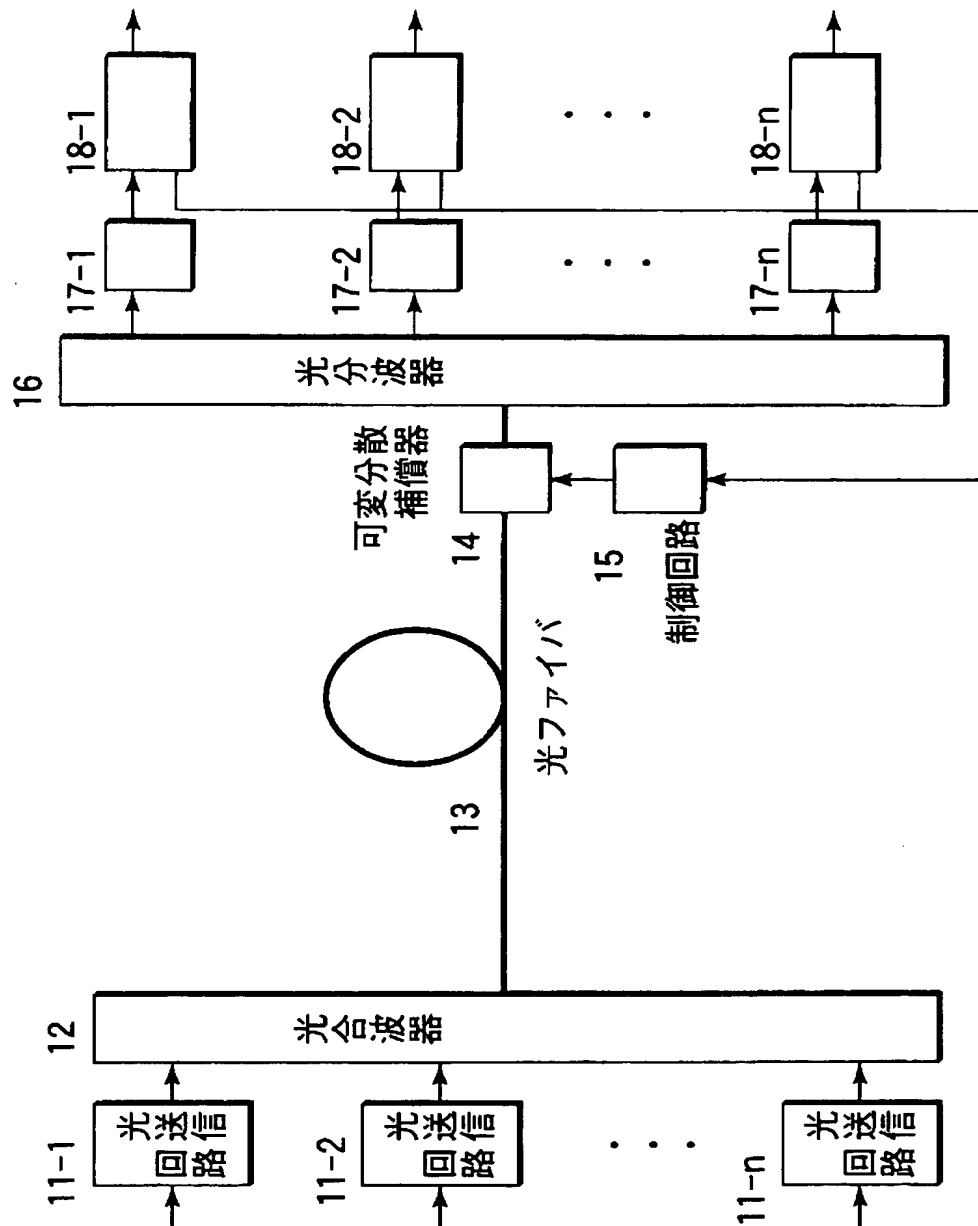 18-1
18-2
18-n
17-1
17-2
17-n
16
光分波器
可変分散
補償器
14
15
制御回路
光ファイバ
13
12
光合波器
11-1
光送信
回路
11-2
光送信
回路
11-n
光送信
回路